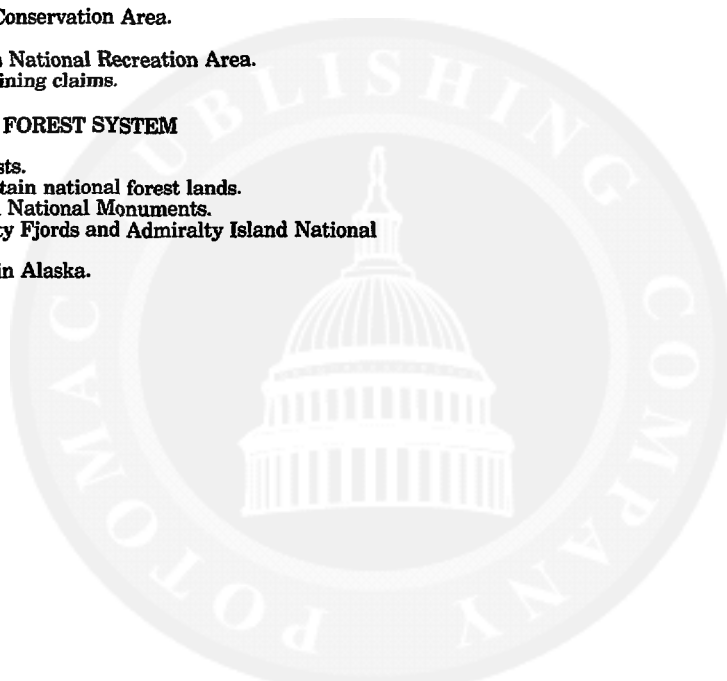 Conservation Area.
National Recreation Area.
ining claims.
FOREST SYSTEM
sts.
tain national forest lands.
National Monuments.
ty Fjords and Admiralty Island National
in Alaska.
POTOMAC PUBLISHING COMPANY